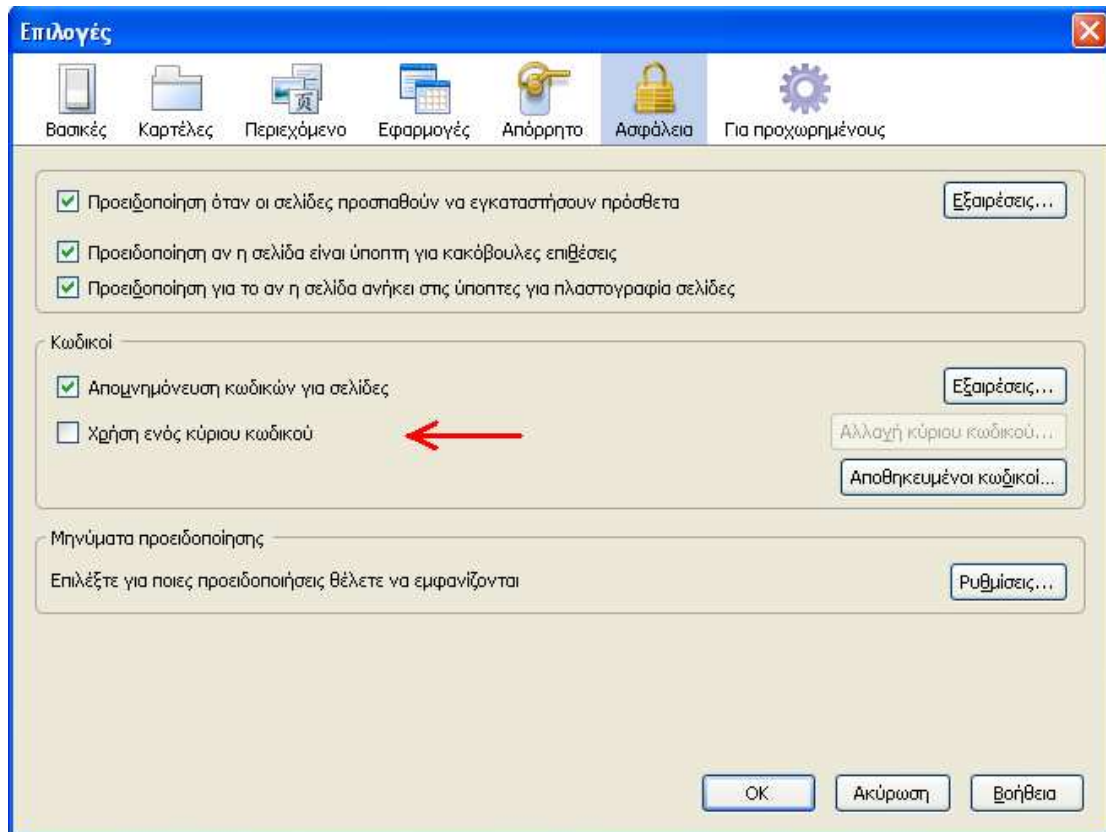 Επιλογές
Βασικές Καρτέλες Περιεχόμενο Εφαρμογές Απόρρητο Ασφάλεια Για προχωρημένους
Προειδοποίηση όταν οι σελίδες προσπαθούν να εγκαταστήσουν πρόσθετα Εξαιρέσεις...
Προειδοποίηση αν η σελίδα είναι ύποπτη για κακόβουλες επιθέσεις
Προειδοποίηση για το αν η σελίδα ανήκει στις ύποπτες για πλαστογραφία σελίδες
Κωδικοί
Απομνημόνευση κωδικών για σελίδες Εξαιρέσεις...
Χρήση ενός κύριου κωδικού Αλλαγή κύριου κωδικού...
Αποθηκευμένοι κωδικοί...
Μηνύματα προειδοποίησης
Επιλέξτε για ποιες προειδοποιήσεις θέλετε να εμφανίζονται Ρυθμίσεις...
OK Ακύρωση Βοήθεια